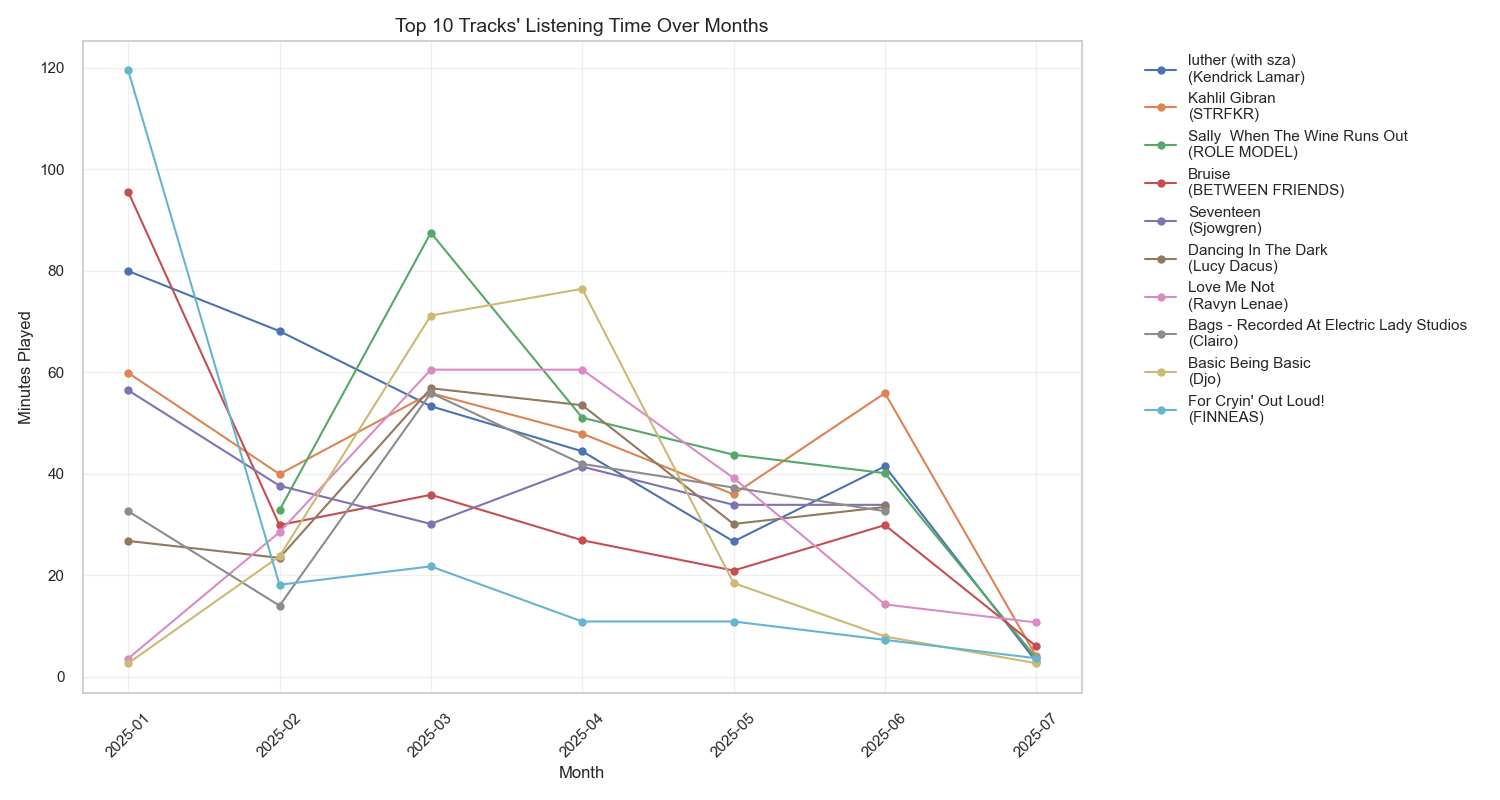 Top 10 Tracks' Listening Time Over Months
120
100
80
60
40
20
0
Minutes Played
2025-01
2025-02
2025-03
2025-04
2025-05
2025-06
2025-07
Month
luther (with sza)
(Kendrick Lamar)
Kahlil Gibran
(STRFKR)
Sally  When The Wine Runs Out
(ROLE MODEL)
Bruise
(BETWEEN FRIENDS)
Seventeen
(Sjowgren)
Dancing In The Dark
(Lucy Dacus)
Love Me Not
(Ravyn Lenae)
Bags - Recorded At Electric Lady Studios
(Clairo)
Basic Being Basic
(Djo)
For Cryin' Out Loud!
(FINNEAS)